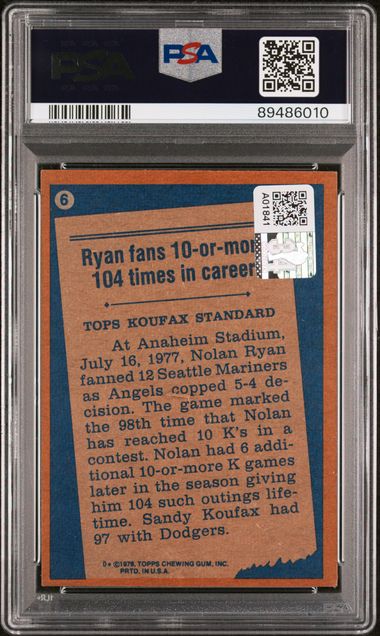 PSA
PSA
89486010
6
A01841
Ryan fans 10-or-mor
104 times in career
TOPS KOUFAX STANDARD
At Anaheim Stadium,
July 16, 1977, Nolan Ryan
fanned 12 Seattle Mariners
as Angels copped 5-4 de-
cision. The game marked
the 98th time that Nolan
has reached 10 K's in a
contest. Nolan had 6 addi-
tional 10-or-more K games
later in the season giving
him 104 such outings life-
time. Sandy Koufax had
97 with Dodgers.
D* ©1978, TOPPS CHEWING GUM, INC.
PRTD. IN U.S.A.